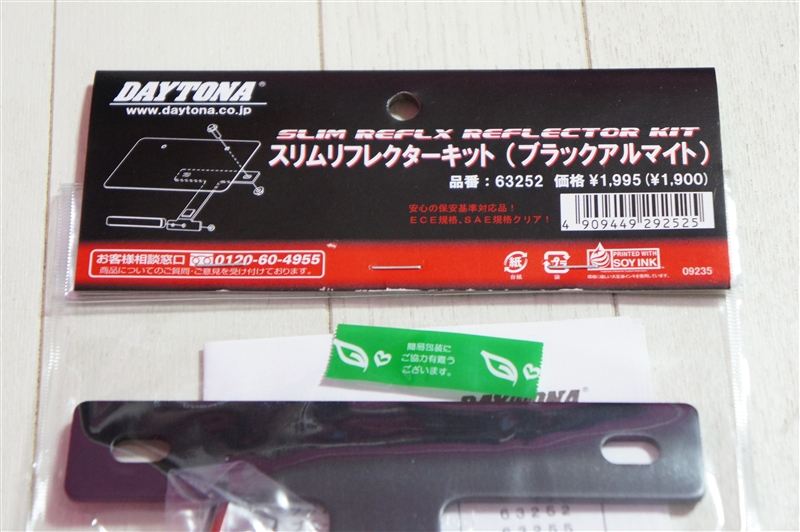 DAYTONA®
www.daytona.co.jp
SLIM REFLX REFLECTOR KIT
スリムリフレクターキット（ブラックアルマイト）
品番：63252 価格 ¥1,995（¥1,900）
安心の保安基準対応品！
ECE規格、SAE規格クリア！
4 909449 292525
お客様相談窓口 0120-60-4955
商品についてのご質問・ご意見を受け付けております。
紙
台紙
プラ
袋
PRINTED WITH
SOY INK
09235
簡易包装に
ご協力有難う
ございます。
DAYTONA
63252